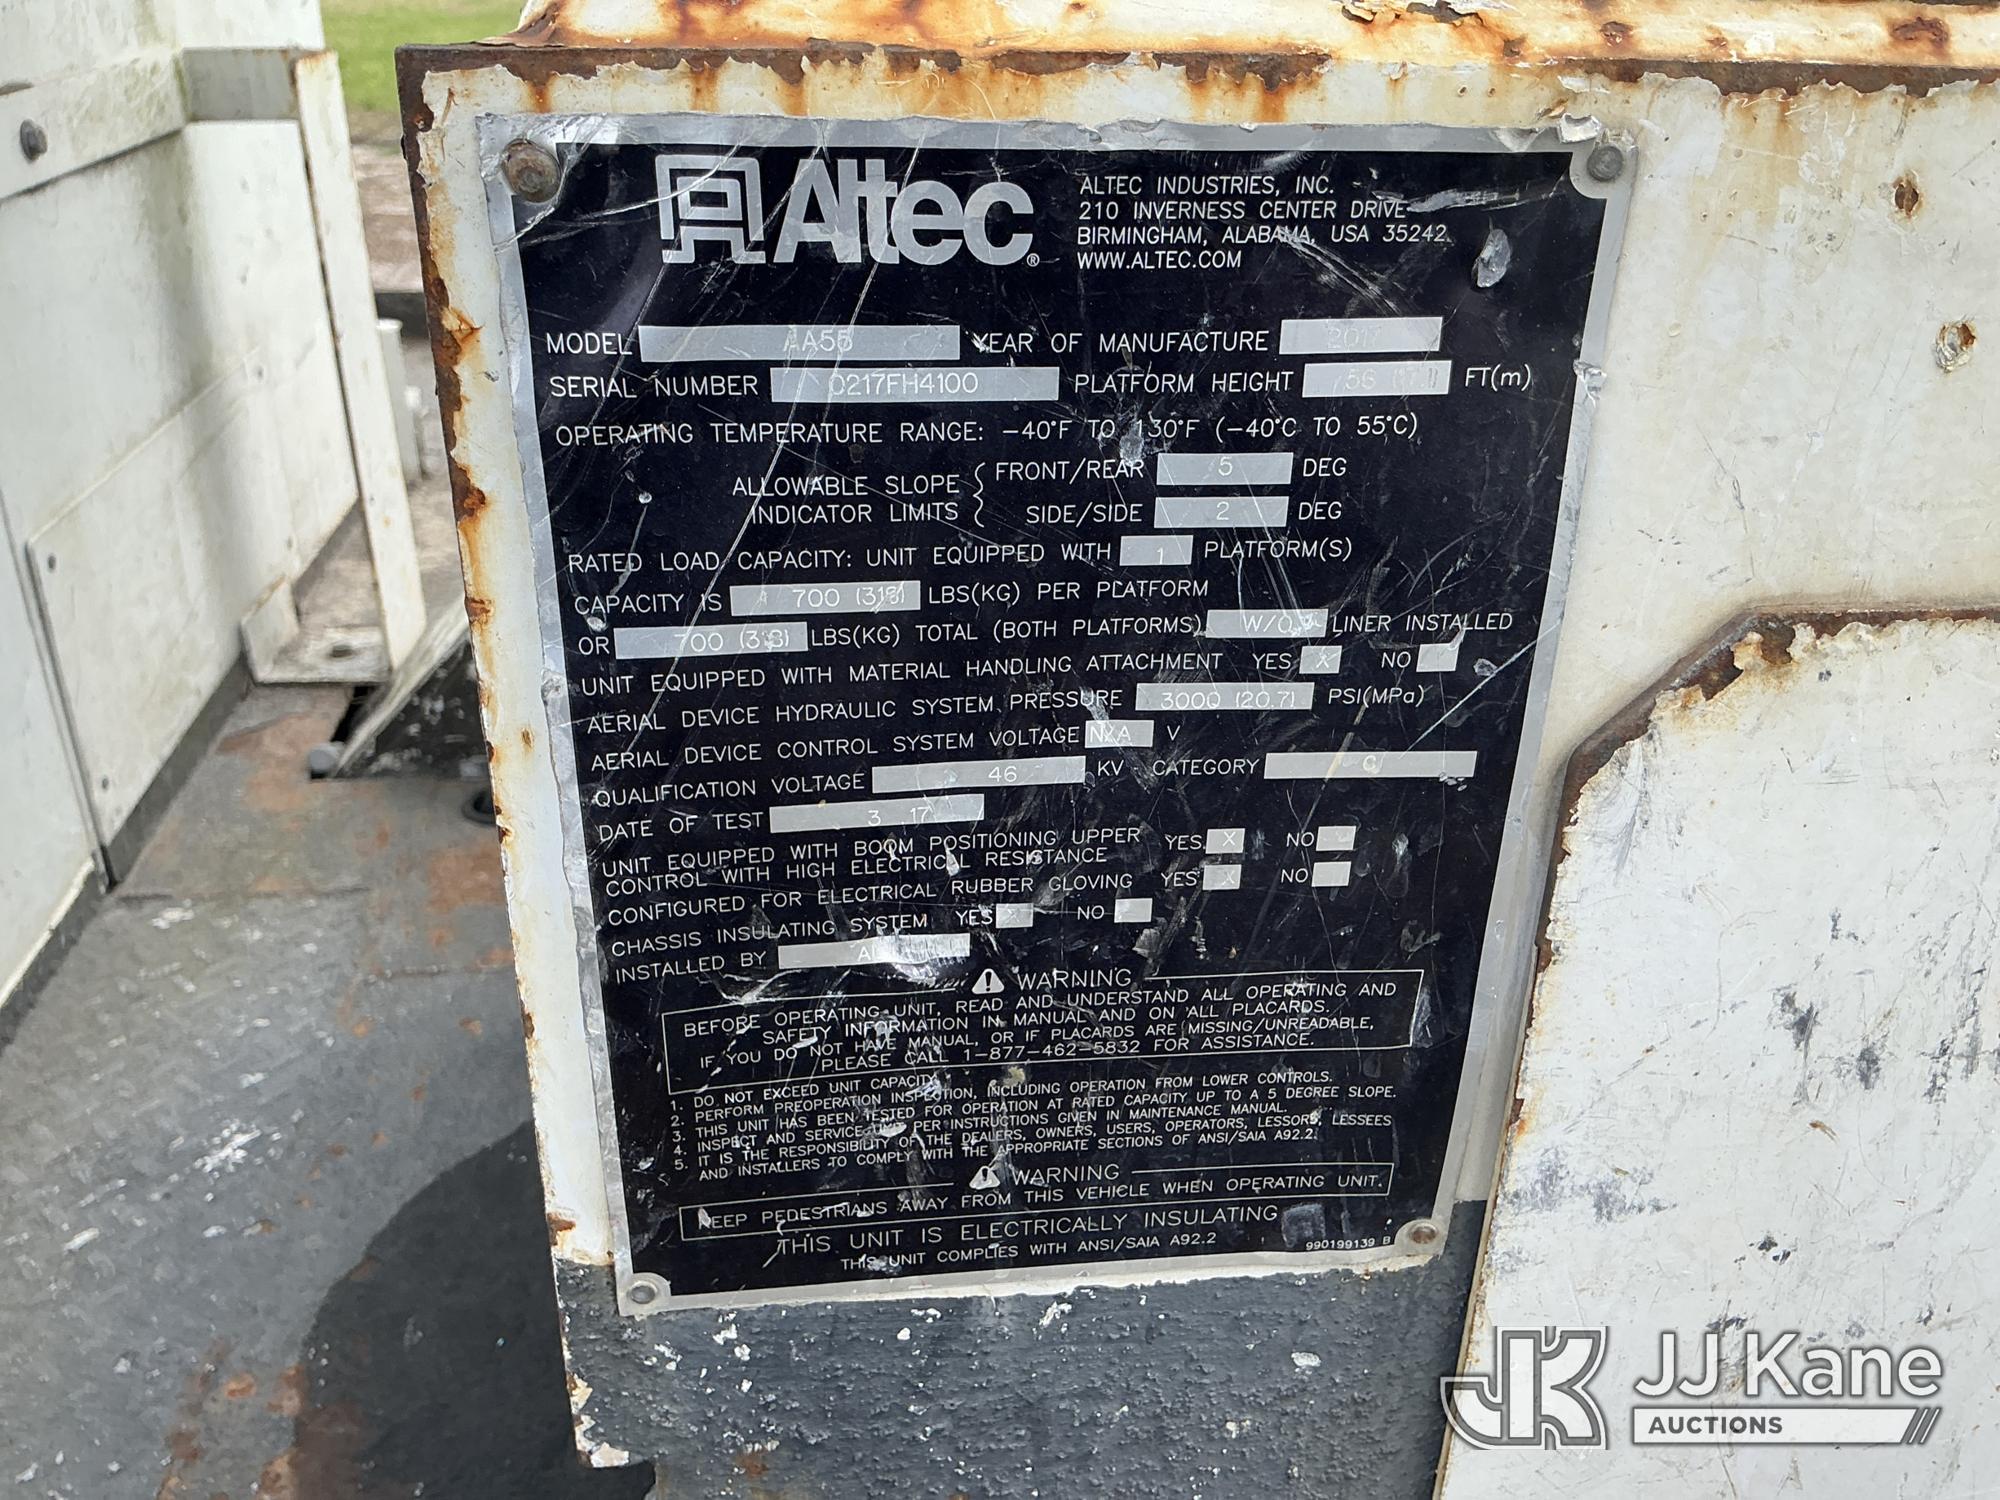 Altec®
ALTEC INDUSTRIES, INC.
210 INVERNESS CENTER DRIVE
BIRMINGHAM, ALABAMA, USA 35242
WWW.ALTEC.COM
MODEL AA55 YEAR OF MANUFACTURE 2017
SERIAL NUMBER 0217FH4100 PLATFORM HEIGHT 56 (17.1) FT(m)
OPERATING TEMPERATURE RANGE: -40°F TO 130°F (-40°C TO 55°C)
ALLOWABLE SLOPE INDICATOR LIMITS { FRONT/REAR 5 DEG
SIDE/SIDE 2 DEG
RATED LOAD CAPACITY: UNIT EQUIPPED WITH 1 PLATFORM(S)
CAPACITY IS 700 (318) LBS(KG) PER PLATFORM
OR 700 (318) LBS(KG) TOTAL (BOTH PLATFORMS) W/O LINER INSTALLED
UNIT EQUIPPED WITH MATERIAL HANDLING ATTACHMENT YES X NO
AERIAL DEVICE HYDRAULIC SYSTEM PRESSURE 3000 (20.7) PSI(MPa)
AERIAL DEVICE CONTROL SYSTEM VOLTAGE N/A V
QUALIFICATION VOLTAGE 46 KV CATEGORY C
DATE OF TEST 3 17
UNIT EQUIPPED WITH BOOM POSITIONING UPPER YES X NO
CONTROL WITH HIGH ELECTRICAL RESISTANCE
CONFIGURED FOR ELECTRICAL RUBBER GLOVING YES X NO
CHASSIS INSULATING SYSTEM YES X NO
INSTALLED BY
WARNING
BEFORE OPERATING UNIT, READ AND UNDERSTAND ALL OPERATING AND
SAFETY INFORMATION IN MANUAL AND ON ALL PLACARDS.
IF YOU DO NOT HAVE MANUAL, OR IF PLACARDS ARE MISSING/UNREADABLE,
PLEASE CALL 1-877-462-5832 FOR ASSISTANCE.
1. DO NOT EXCEED UNIT CAPACITY.
2. PERFORM PREOPERATION INSPECTION, INCLUDING OPERATION FROM LOWER CONTROLS.
3. THIS UNIT HAS BEEN TESTED FOR OPERATION AT RATED CAPACITY UP TO A 5 DEGREE SLOPE.
4. INSPECT AND SERVICE UNIT PER INSTRUCTIONS GIVEN IN MAINTENANCE MANUAL.
5. IT IS THE RESPONSIBILITY OF THE DEALERS, OWNERS, USERS, OPERATORS, LESSORS, LESSEES
AND INSTALLERS TO COMPLY WITH THE APPROPRIATE SECTIONS OF ANSI/SAIA A92.2.
WARNING
KEEP PEDESTRIANS AWAY FROM THIS VEHICLE WHEN OPERATING UNIT.
THIS UNIT IS ELECTRICALLY INSULATING
THIS UNIT COMPLIES WITH ANSI/SAIA A92.2
990199139 B
JK JJ Kane
AUCTIONS